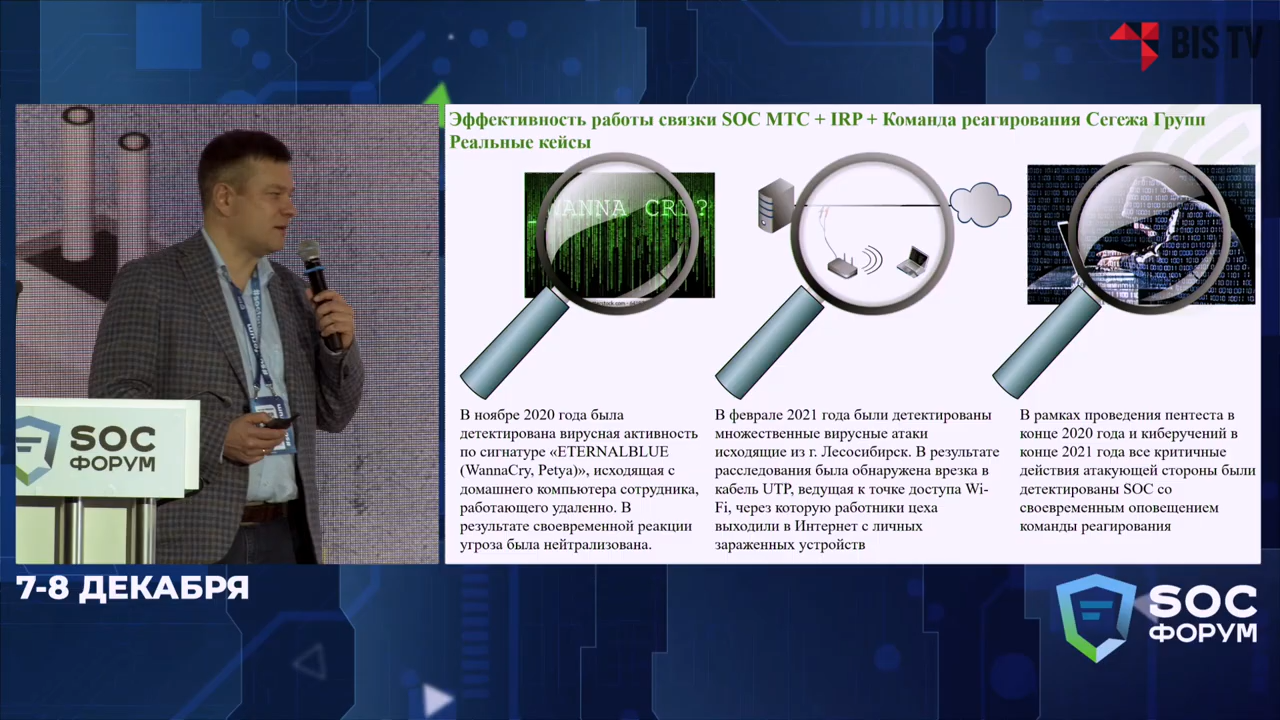 BIS TV
Эффективность работы связки SOC МТС + IRP + Команда реагирования Сегежа Групп
Реальные кейсы
WANNA CRY?
В ноябре 2020 года была
детектирована вирусная активность
по сигнатуре «ETERNALBLUE
(WannaCry, Petya)», исходящая с
домашнего компьютера сотрудника,
работающего удаленно. В
результате своевременной реакции
угроза была нейтрализована.
В феврале 2021 года были детектированы
множественные вирусные атаки
исходящие из г. Лесосибирск. В результате
расследования была обнаружена врезка в
кабель UTP, ведущая к точке доступа Wi-
Fi, через которую работники цеха
выходили в Интернет с личных
зараженных устройств
В рамках проведения пентеста в
конце 2020 года и киберучений в
конце 2021 года все критичные
действия атакующей стороны были
детектированы SOC со
своевременным оповещением
команды реагирования
SOC
ФОРУМ
7-8 ДЕКАБРЯ
SOC
ФОРУМ